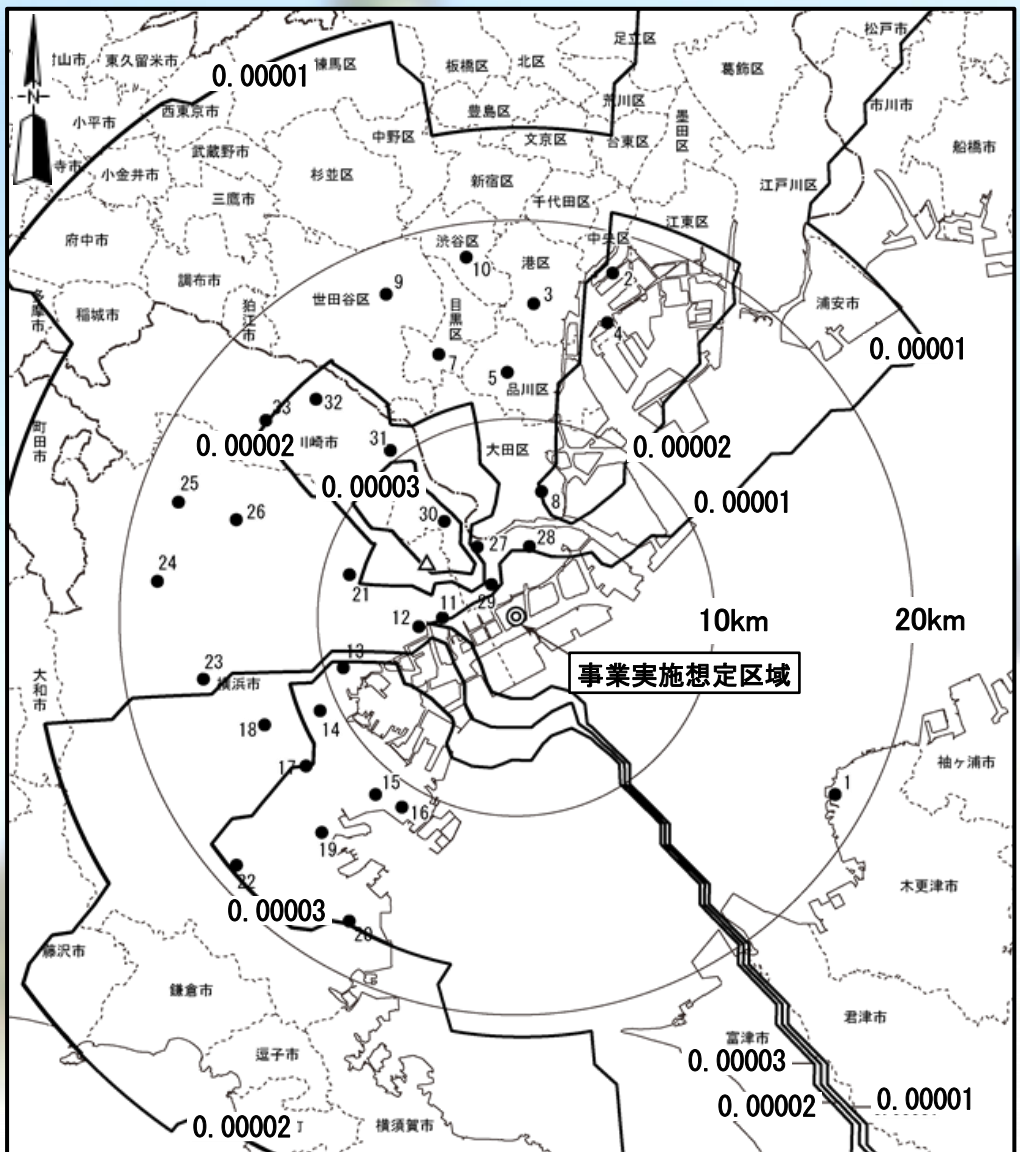 松戸市
足立区
村山市
東久留米市
練馬区
板橋区
北区
葛飾区
0.00001
N
荒川区
市川市
西東京市
豊島区
小平市
墨田区
中野区
文京区
台東区
船橋市
武蔵野市
寺市
小金井市
杉並区
新宿区
江戸川区
三鷹市
千代田区
江東区
府中市
渋谷区
中央区
10
港区
2
調布市
9
世田谷区
3
浦安市
多摩市
稲城市
狛江市
目黒区
4
0.00001
7
5
品川区
32
33
町田市
0.00002
川崎市
31
大田区
0.00002
0.00003
25
8
0.00001
26
30
27
28
24
21
29
11
12
10km
20km
13
事業実施想定区域
23
横浜市
大和市
18
14
17
袖ヶ浦市
15
1
16
19
22
木更津市
0.00003
20
藤沢市
鎌倉市
君津市
富津市
逗子市
0.00003
0.00002
0.00001
0.00002
横須賀市